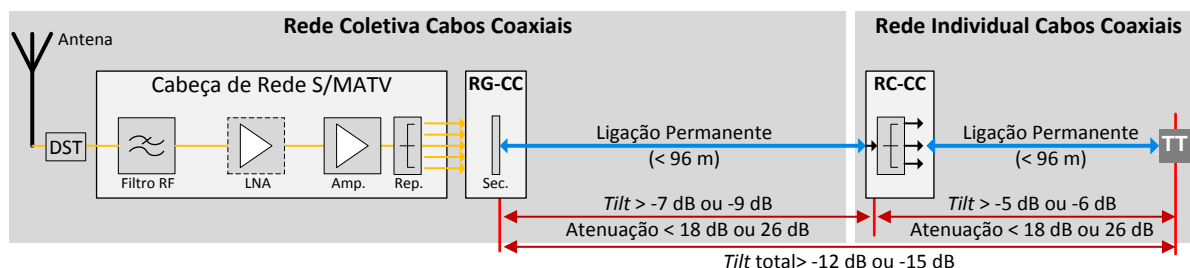 Rede Coletiva Cabos Coaxiais
Rede Individual Cabos Coaxiais
Antena
Cabeça de Rede S/MATV
RG-CC
RC-CC
DST
Filtro RF
LNA
Amp.
Rep.
Sec.
Ligação Permanente
(< 96 m)
Ligação Permanente
(< 96 m)
TT
Tilt > -7 dB ou -9 dB
Tilt > -5 dB ou -6 dB
Atenuação < 18 dB ou 26 dB
Atenuação < 18 dB ou 26 dB
Tilt total> -12 dB ou -15 dB